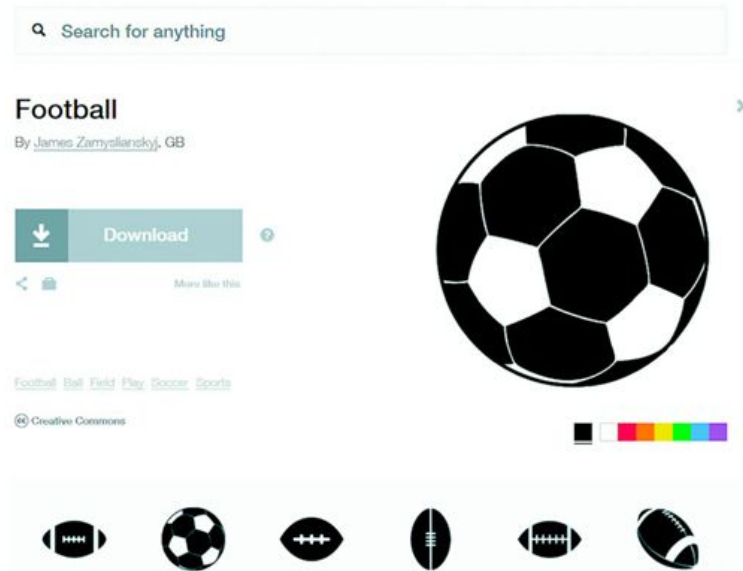 Search for anything
Football
By James Zamyslianskyj, GB
Download
?
More like this
Football Ball Field Play Soccer Sports
cc Creative Commons